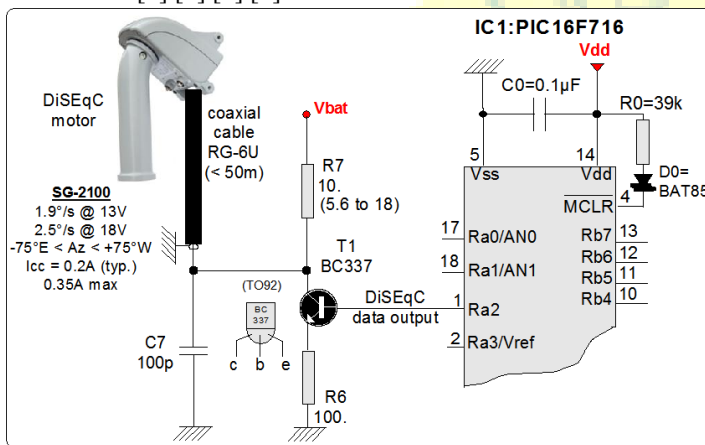 IC1:PIC16F716
Vdd
C0=0.1µF
R0=39k
DiSEqC
motor
coaxial
cable
RG-6U
(< 50m)
Vbat
R7
10.
(5.6 to 18)
5
Vss
14
Vdd
D0=
BAT85
4
MCLR
SG-2100
1.9°/s @ 13V
2.5°/s @ 18V
-75°E < Az < +75°W
Icc = 0.2A (typ.)
0.35A max
T1
BC337
(TO92)
BC
337
c b e
17
Ra0/AN0
18
Ra1/AN1
DiSEqC
data output
1
Ra2
2
Ra3/Vref
Rb7
13
Rb6
12
Rb5
11
Rb4
10
C7
100p
R6
100.